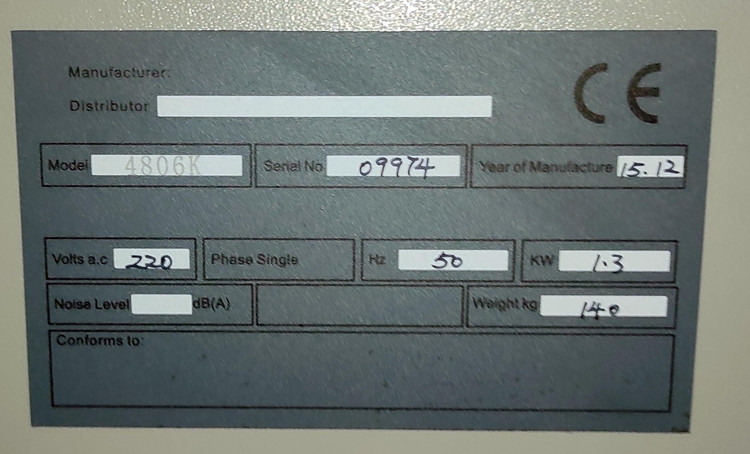 Manufacturer:
Distributor
CE
Model 4806K Serial No 09974 Year of Manufacture 15.12
Volts a.c 220 Phase Single Hz 50 KW 1.3
Noise Level dB(A) Weight kg 140
Conforms to: